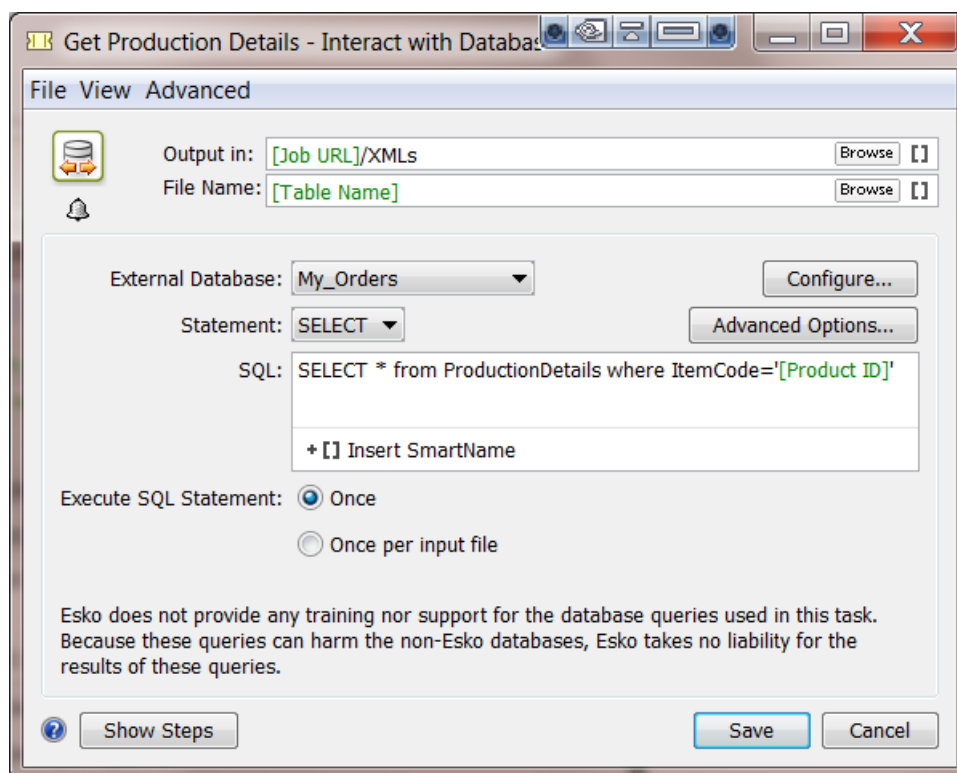 Get Production Details - Interact with Databas
File View Advanced
Output in: [Job URL]/XMLs Browse []
File Name: [Table Name] Browse []
External Database: My_Orders Configure...
Statement: SELECT Advanced Options...
SQL: SELECT * from ProductionDetails where ItemCode='[Product ID]'
+[] Insert SmartName
Execute SQL Statement: Once
Once per input file
Esko does not provide any training nor support for the database queries used in this task.
Because these queries can harm the non-Esko databases, Esko takes no liability for the
results of these queries.
? Show Steps Save Cancel